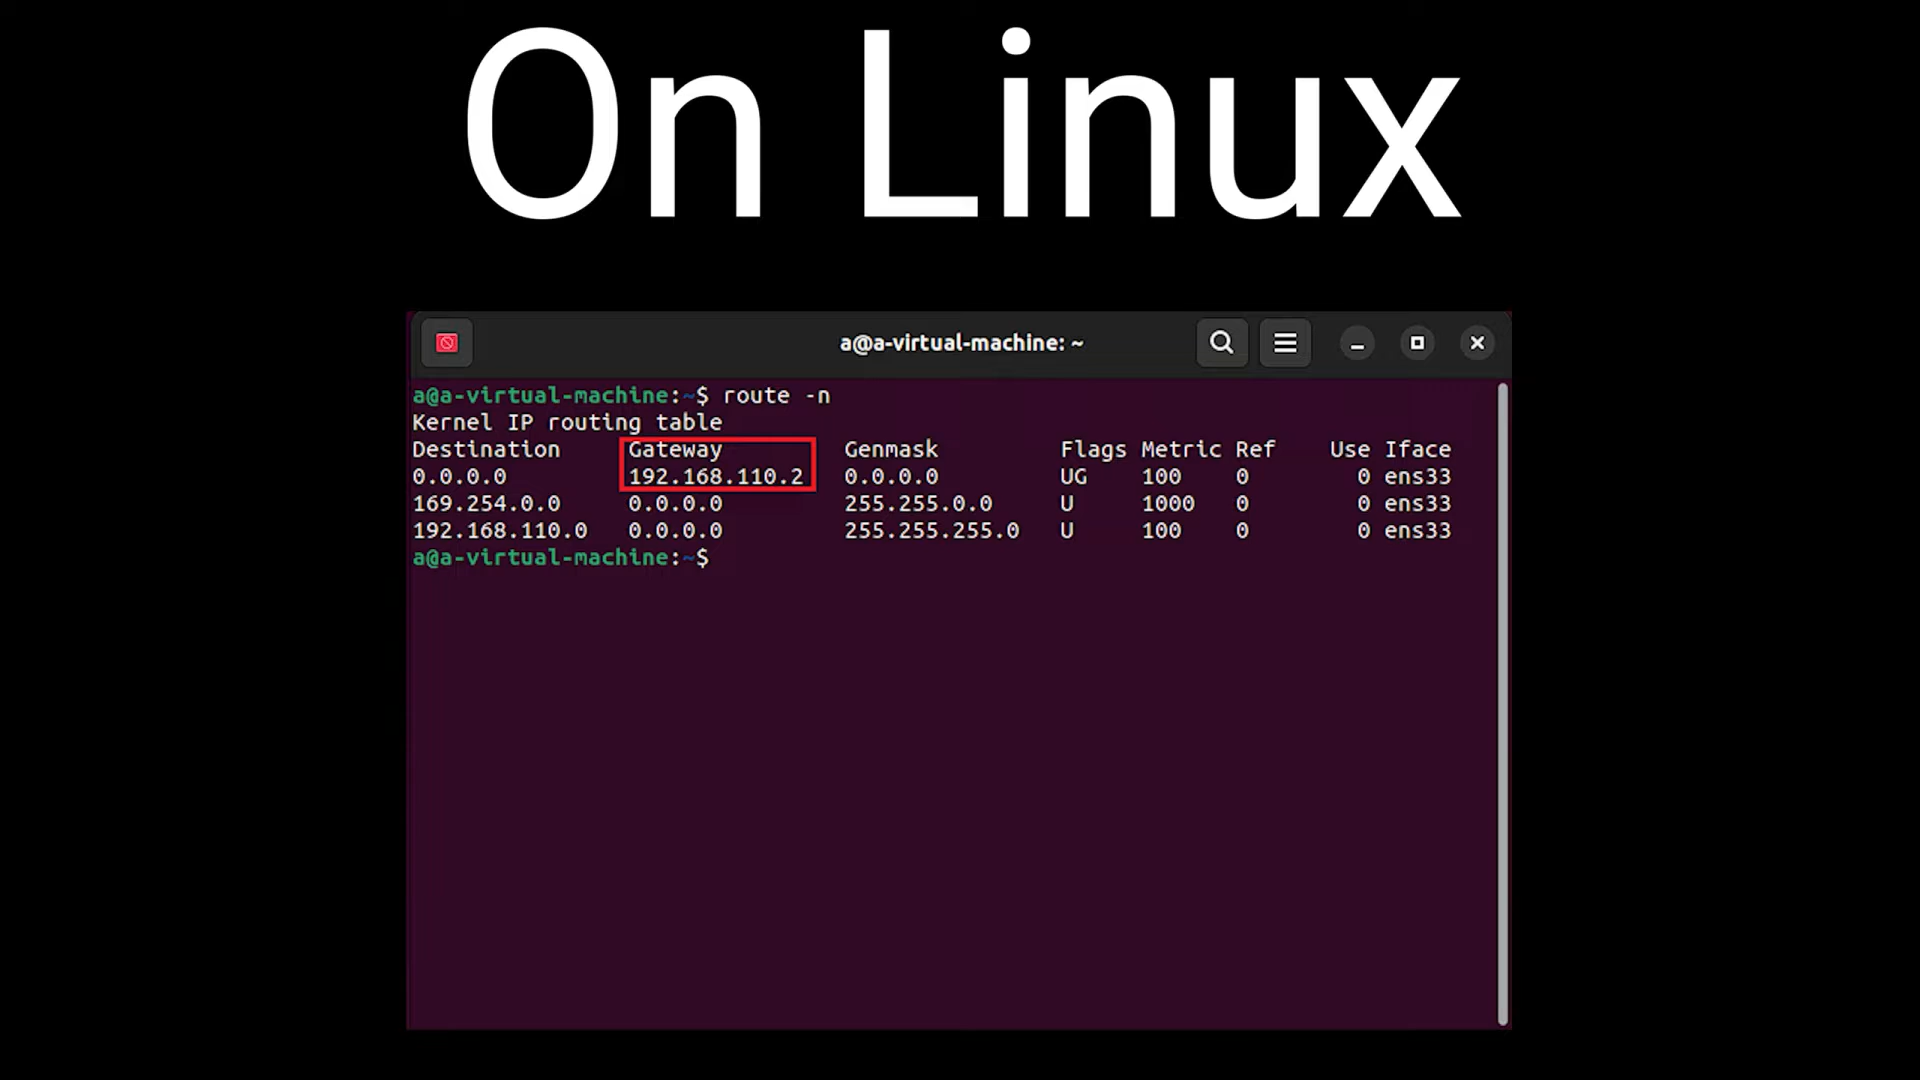 On Linux
a@a-virtual-machine: ~
a@a-virtual-machine:~$ route -n
Kernel IP routing table
Destination Gateway Genmask Flags Metric Ref Use Iface
0.0.0.0 192.168.110.2 0.0.0.0 UG 100 0 0 ens33
169.254.0.0 0.0.0.0 255.255.0.0 U 1000 0 0 ens33
192.168.110.0 0.0.0.0 255.255.255.0 U 100 0 0 ens33
a@a-virtual-machine:~$